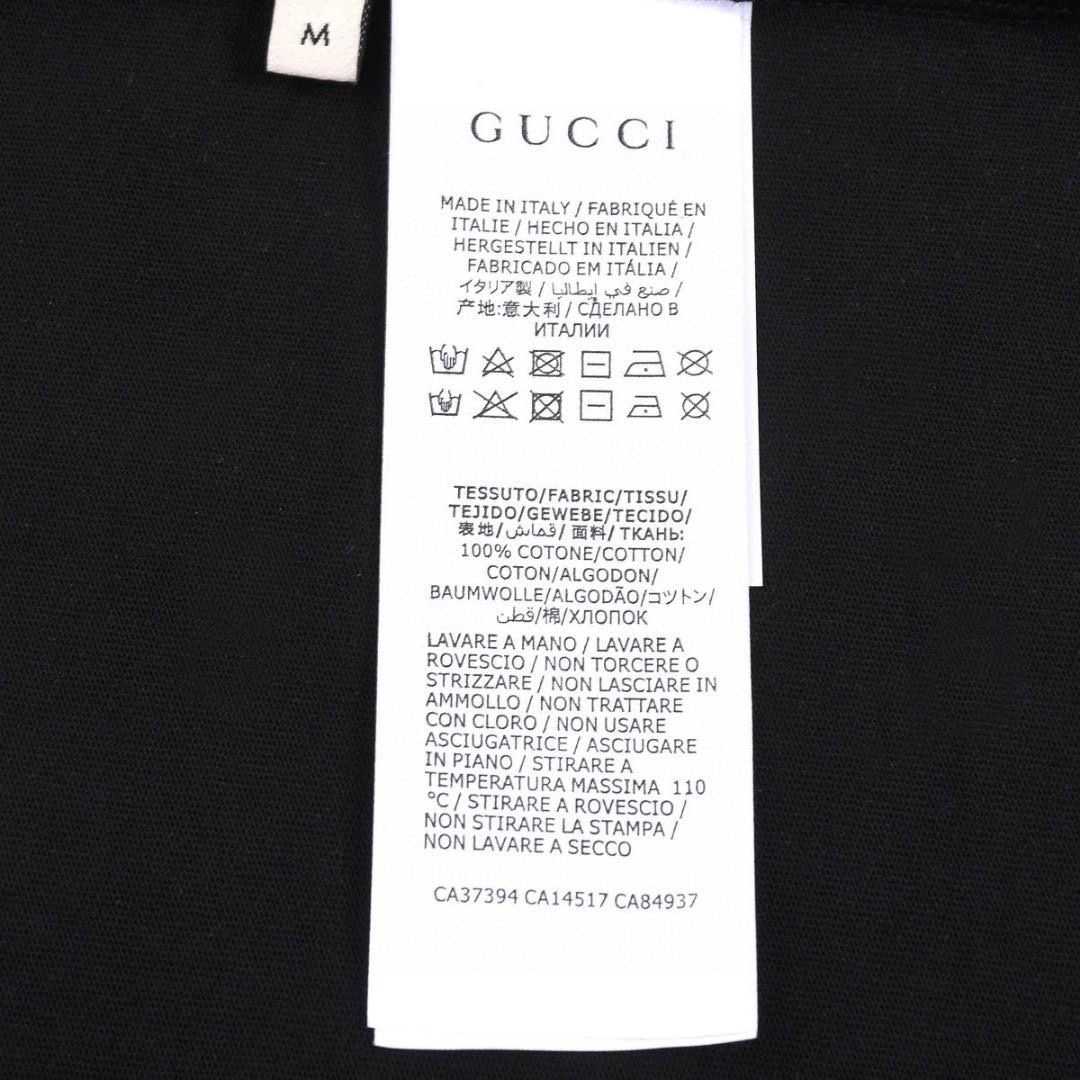 M
GUCCI
MADE IN ITALY / FABRIQUÉ EN
ITALIE / HECHO EN ITALIA /
HERGESTELLT IN ITALIEN /
FABRICADO EM ITÁLIA /
イタリア製 / صنع في إيطاليا /
产地:意大利 / СДЕЛАНО В
ИТАЛИИ
TESSUTO/FABRIC/TISSU/
TEJIDO/GEWEBE/TECIDO/
表地/قماش/ 面料/ ТКАНЬ:
100% COTONE/COTTON/
COTON/ALGODON/
BAUMWOLLE/ALGODÃO/コットン/
قطن/棉/ХЛОПОК
LAVARE A MANO / LAVARE A
ROVESCIO / NON TORCERE O
STRIZZARE / NON LASCIARE IN
AMMOLLO / NON TRATTARE
CON CLORO / NON USARE
ASCIUGATRICE / ASCIUGARE
IN PIANO / STIRARE A
TEMPERATURA MASSIMA 110
°C / STIRARE A ROVESCIO /
NON STIRARE LA STAMPA /
NON LAVARE A SECCO
CA37394 CA14517 CA84937